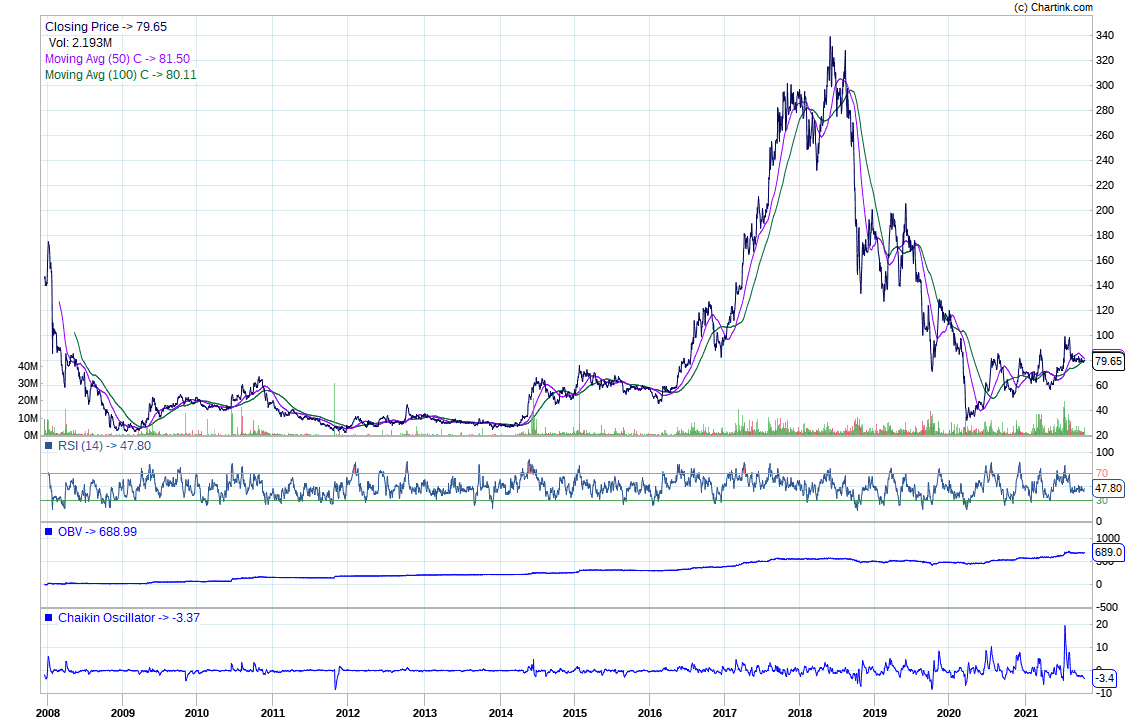 (c) Chartink.com
Closing Price -> 79.65
Vol: 2.193M
Moving Avg (50) C -> 81.50
Moving Avg (100) C -> 80.11
340
320
300
280
260
240
220
200
180
160
140
120
100
79.65
60
40
20
40M
30M
20M
10M
0M
RSI (14) -> 47.80
100
70
47.80
30
0
OBV -> 688.99
1000
689.0
500
0
-500
Chaikin Oscillator -> -3.37
20
10
0
-3.4
-10
2008 2009 2010 2011 2012 2013 2014 2015 2016 2017 2018 2019 2020 2021